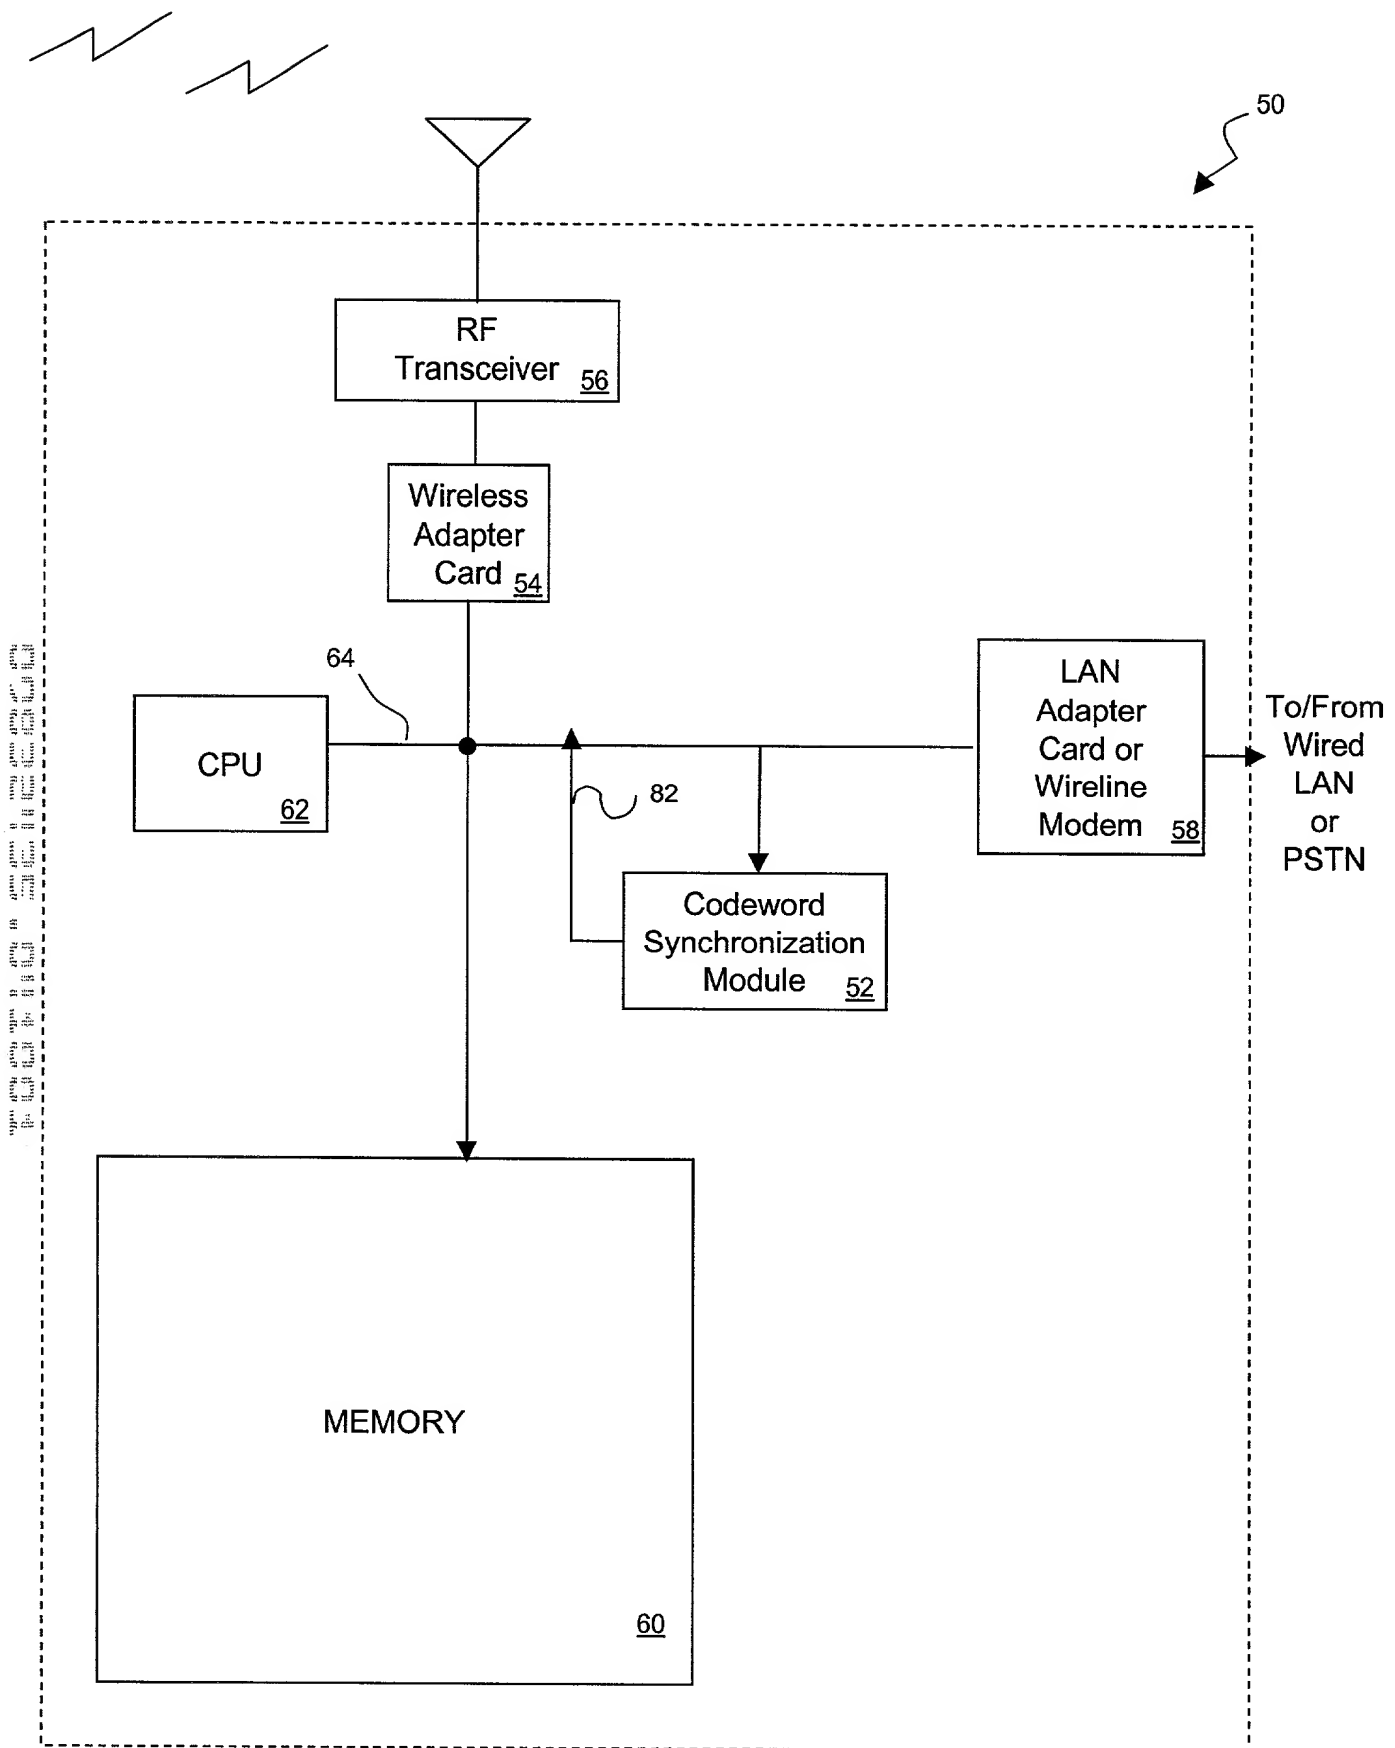 50
RF
Transceiver
56
Wireless
Adapter
Card
54
64
CPU
62
82
LAN
Adapter
Card or
Wireline
Modem
58
To/From
Wired
LAN
or
PSTN
Codeword
Synchronization
Module
52
MEMORY
60